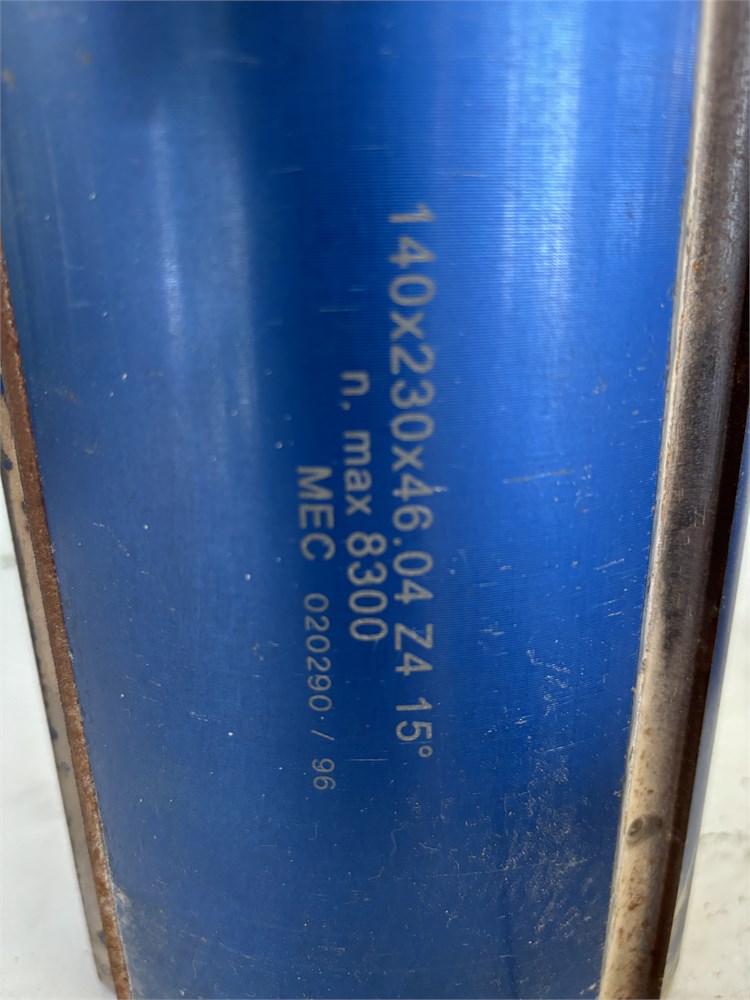 140x230x46.04 Z4 15°
n. max 8300
MEC 020290 / 96